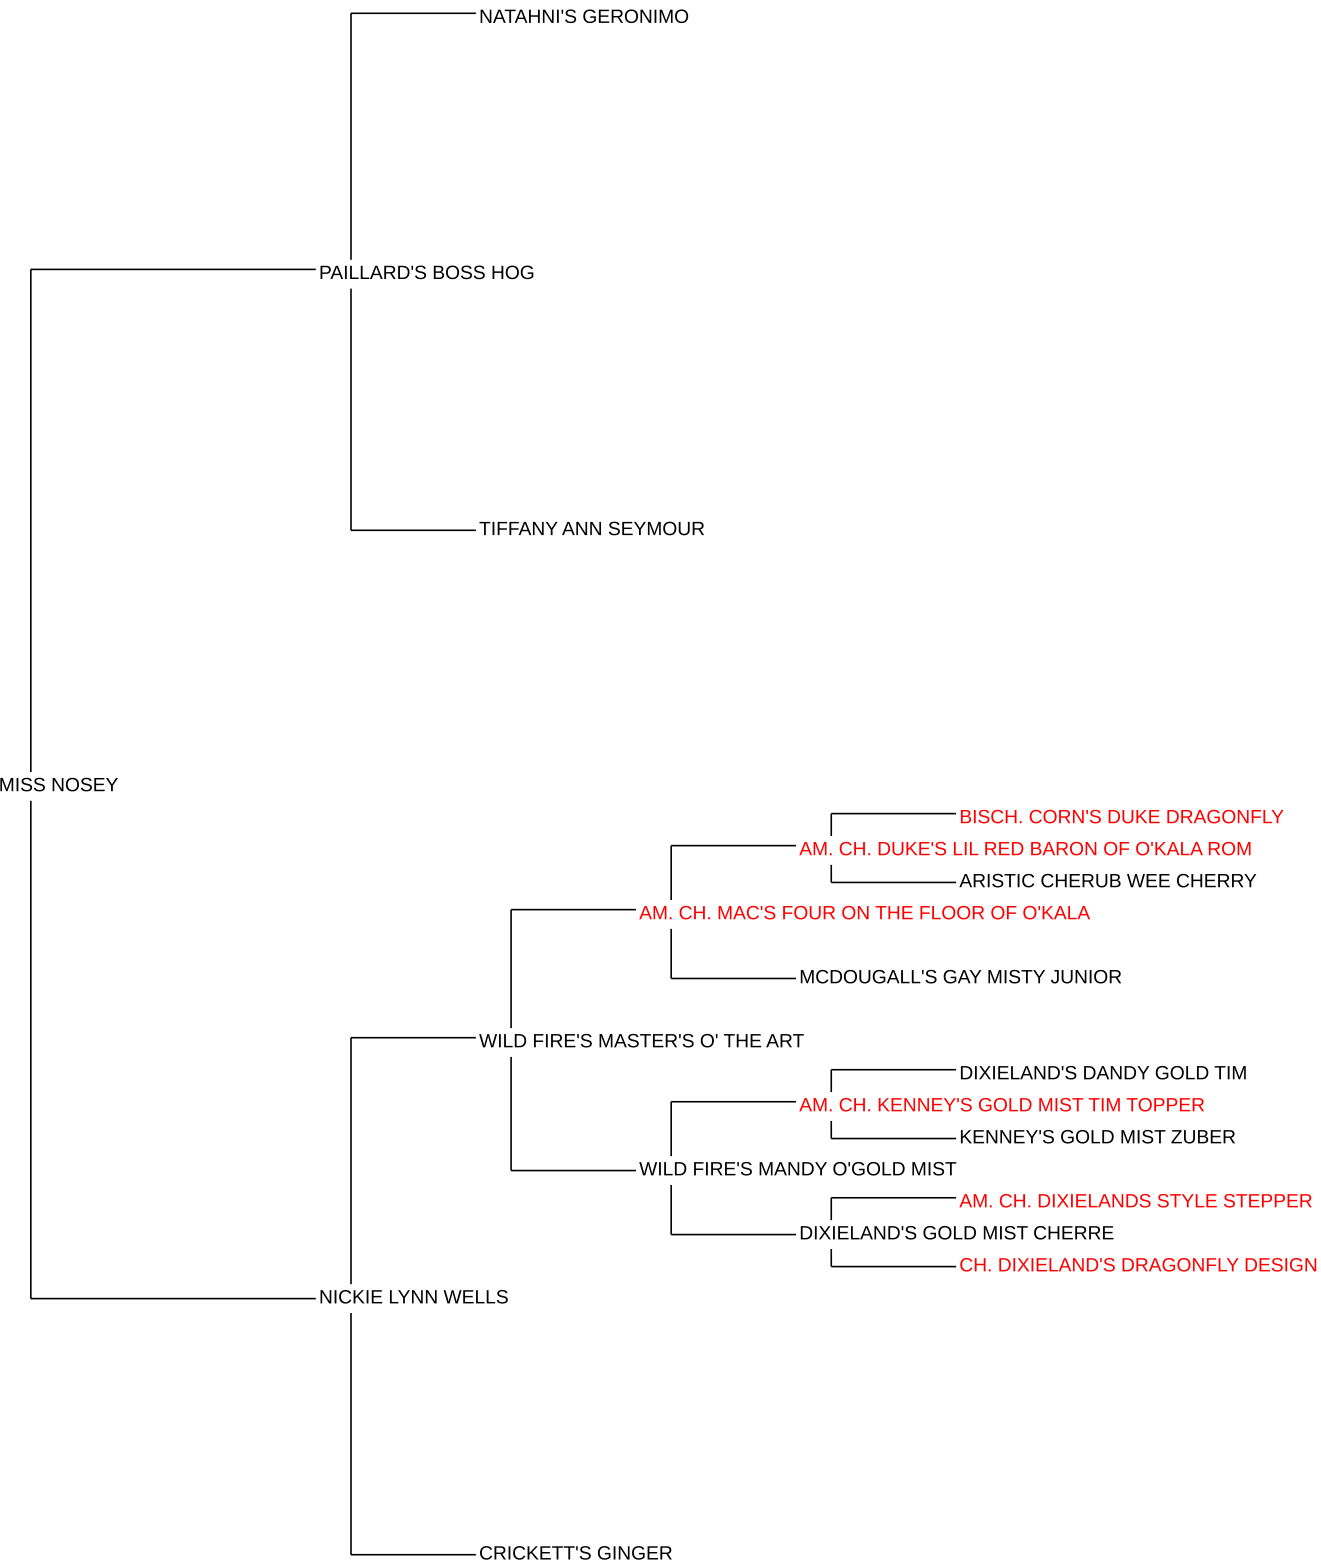 NATAHNI'S GERONIMO
PAILLARD'S BOSS HOG
TIFFANY ANN SEYMOUR
MISS NOSEY
BISCH. CORN'S DUKE DRAGONFLY
AM. CH. DUKE'S LIL RED BARON OF O'KALA ROM
ARISTIC CHERUB WEE CHERRY
AM. CH. MAC'S FOUR ON THE FLOOR OF O'KALA
MCDOUGALL'S GAY MISTY JUNIOR
WILD FIRE'S MASTER'S O' THE ART
DIXIELAND'S DANDY GOLD TIM
AM. CH. KENNEY'S GOLD MIST TIM TOPPER
KENNEY'S GOLD MIST ZUBER
WILD FIRE'S MANDY O'GOLD MIST
AM. CH. DIXIELANDS STYLE STEPPER
DIXIELAND'S GOLD MIST CHERRE
CH. DIXIELAND'S DRAGONFLY DESIGN
NICKIE LYNN WELLS
CRICKETT'S GINGER